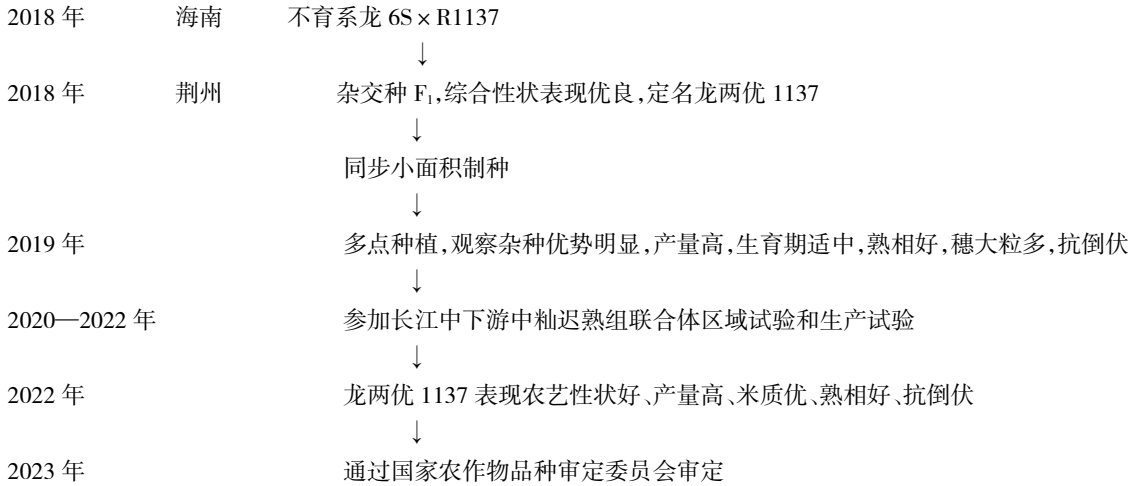 2018 年 海南 不育系龙 6S × R1137
↓
2018 年 荆州 杂交种 F₁,综合性状表现优良,定名龙两优 1137
↓
同步小面积制种
↓
2019 年 多点种植,观察杂种优势明显,产量高,生育期适中,熟相好,穗大粒多,抗倒伏
↓
2020—2022 年 参加长江中下游中籼迟熟组联合体区域试验和生产试验
↓
2022 年 龙两优 1137 表现农艺性状好、产量高、米质优、熟相好、抗倒伏
↓
2023 年 通过国家农作物品种审定委员会审定